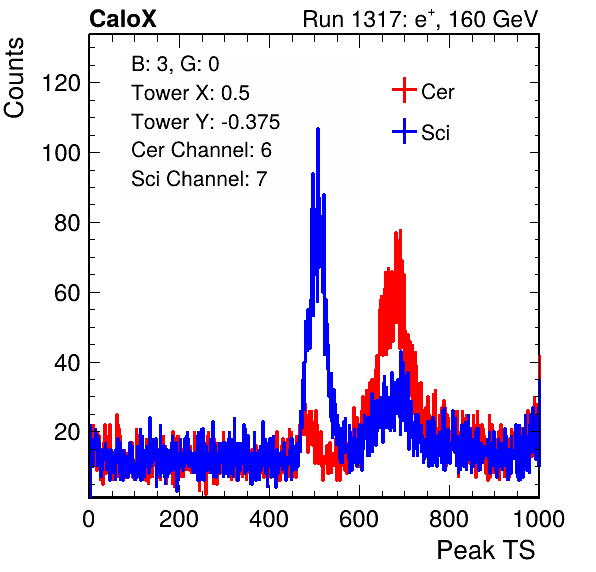 CaloX
Run 1317: e+, 160 GeV
Counts
B: 3, G: 0
Tower X: 0.5
Tower Y: -0.375
Cer Channel: 6
Sci Channel: 7
Cer
Sci
120
100
80
60
40
20
0 200 400 600 800 1000
Peak TS